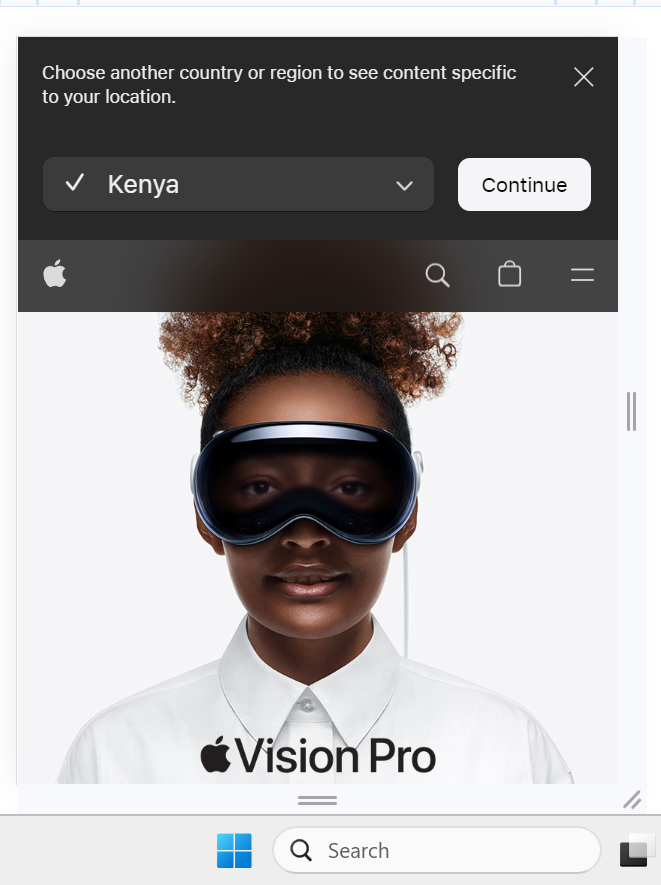 Choose another country or region to see content specific
to your location.
Kenya
Continue
Vision Pro
Search